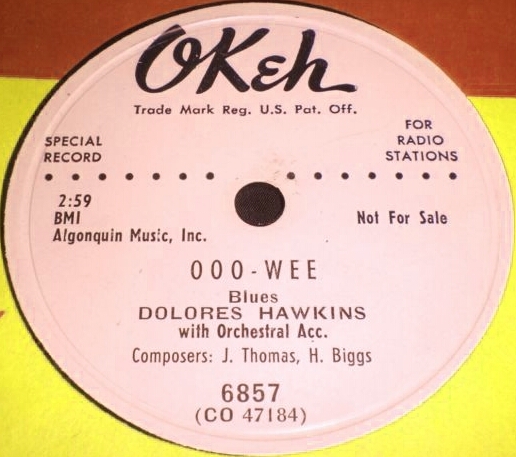 OKeh
Trade Mark Reg. U.S. Pat. Off.
SPECIAL
RECORD
FOR
RADIO
STATIONS
2:59
BMI
Algonquin Music, Inc.
Not For Sale
OOO-WEE
Blues
DOLORES HAWKINS
with Orchestral Acc.
Composers: J. Thomas, H. Biggs
6857
(CO 47184)